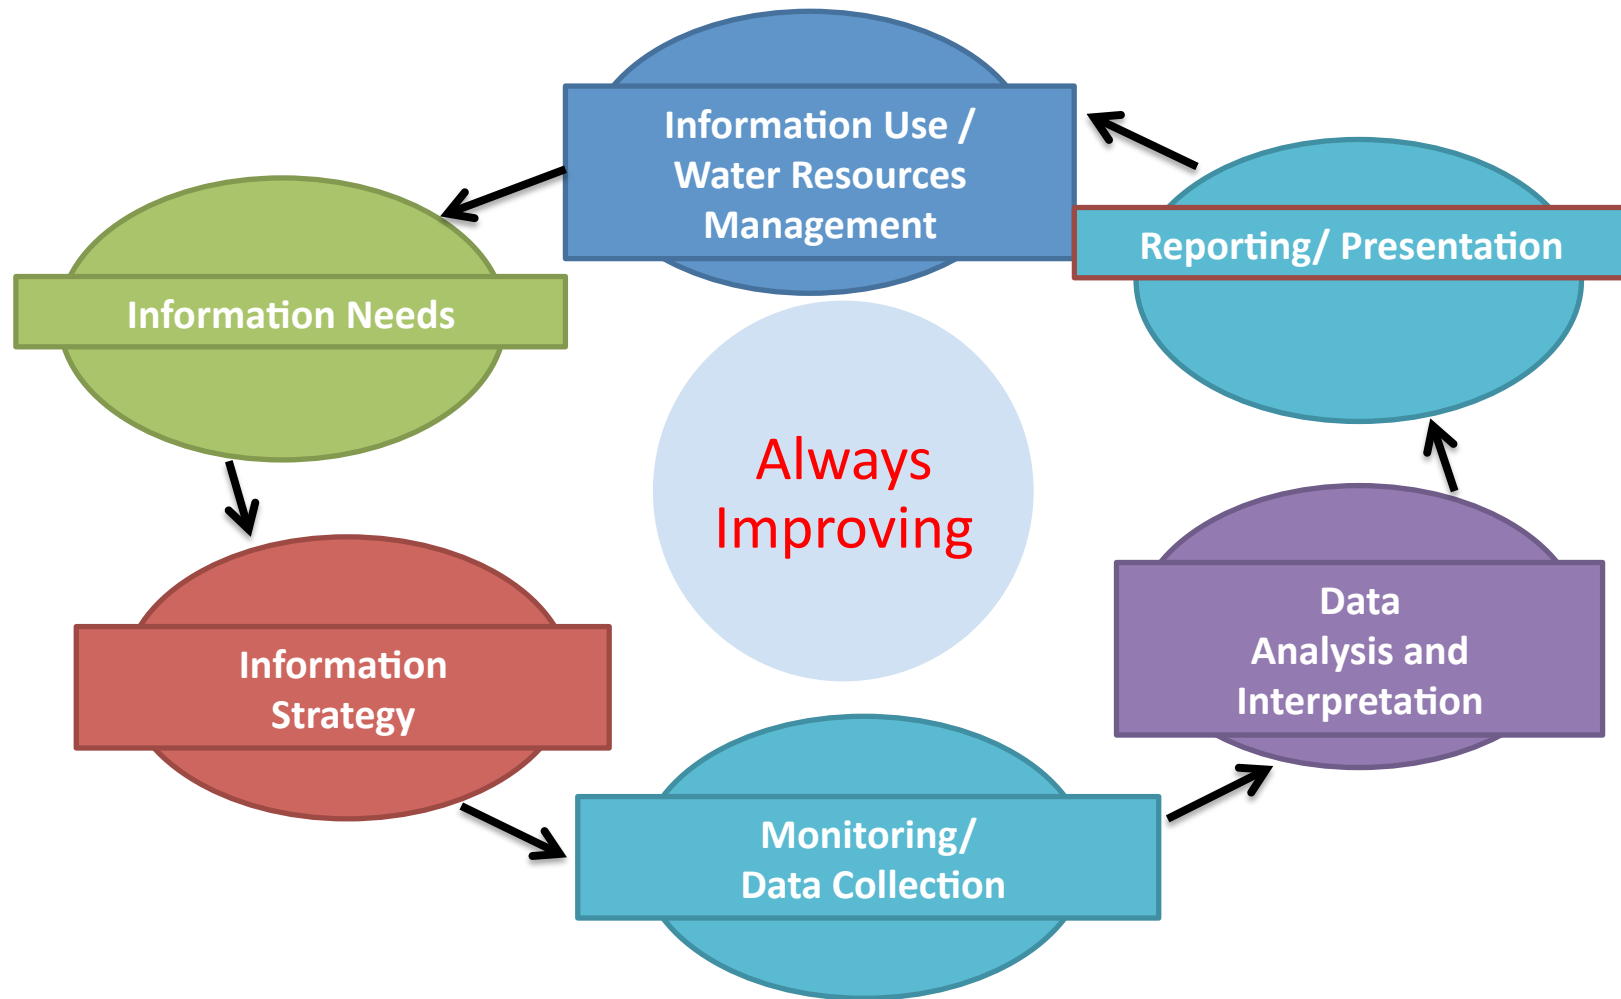 Information Use /
Water Resources
Management
Reporting/ Presentation
Information Needs
Always
Improving
Data
Analysis and
Interpretation
Information
Strategy
Monitoring/
Data Collection